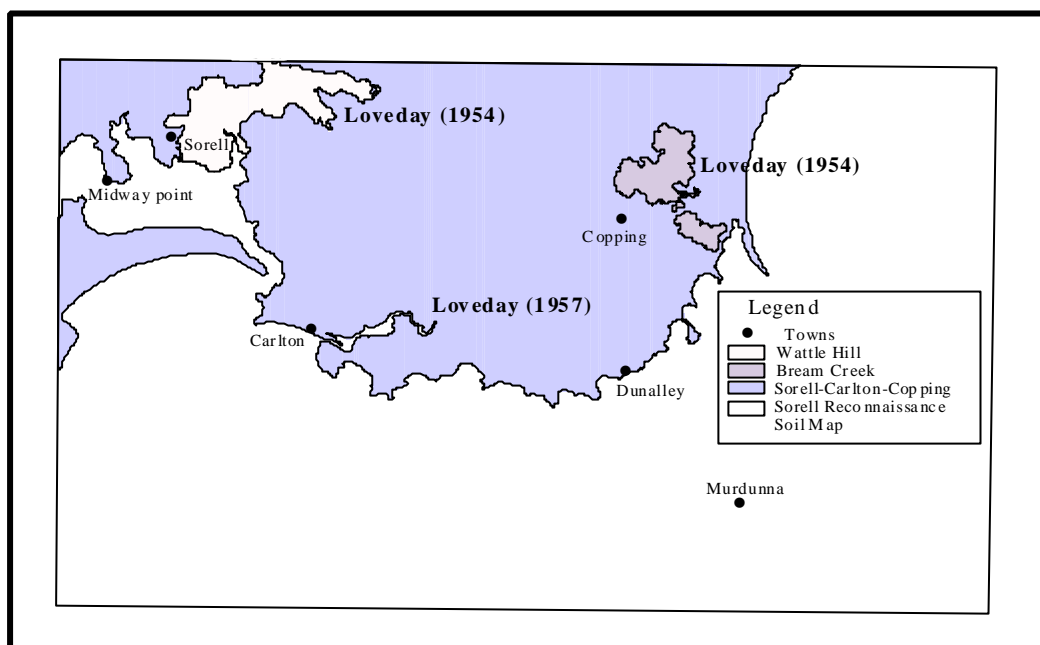 Loveday (1954)
Sorell
Loveday (1954)
Midway point
Copping
Loveday (1957)
Carlton
Dunalley
Legend
Towns
Wattle Hill
Bream Creek
Sorell-Carlton-Copping
Sorell Reconnaissance
Soil Map
Murdunna